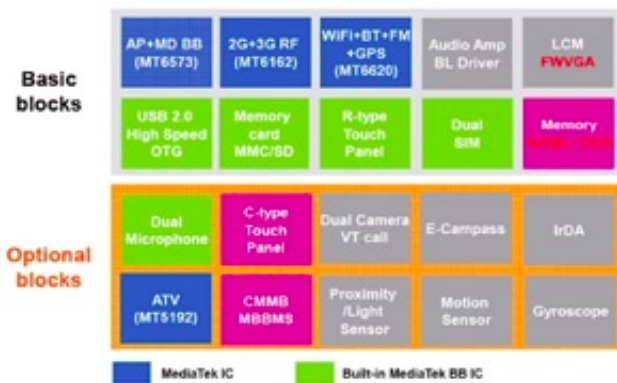 Basic
blocks
AP+MD BB
(MT6573)
2G+3G RF
(MT6162)
WiFi+BT+FM
+GPS
(MT6620)
Audio Amp
BL Driver
LCM
FWVGA
USB 2.0
High Speed
OTG
Memory
card
MMC/SD
R-type
Touch
Panel
Dual
SIM
Memory
Optional
blocks
Dual
Microphone
C-type
Touch
Panel
Dual Camera
VT call
E-Campass
IrDA
ATV
(MT5192)
CMMB
MBBMS
Proximity
/Light
Sensor
Motion
Sensor
Gyroscope
MediaTek IC
Built-in MediaTek BB IC